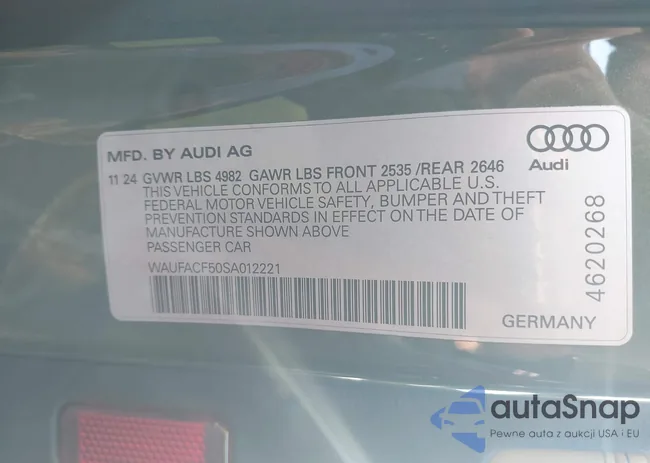 MFD. BY AUDI AG
Audi
11 24 GVWR LBS 4982 GAWR LBS FRONT 2535 /REAR 2646
THIS VEHICLE CONFORMS TO ALL APPLICABLE U.S.
FEDERAL MOTOR VEHICLE SAFETY, BUMPER AND THEFT
PREVENTION STANDARDS IN EFFECT ON THE DATE OF
MANUFACTURE SHOWN ABOVE
PASSENGER CAR
WAUFACF50SA012221
4620268
GERMANY
autaSnap
Pewne auta z aukcji USA i EU